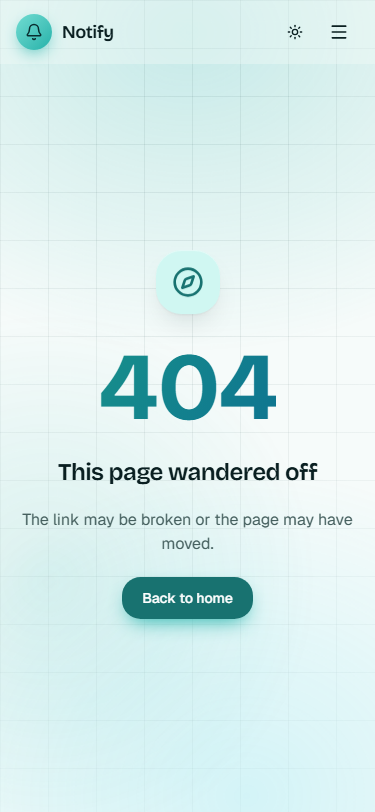 Notify
404
This page wandered off
The link may be broken or the page may have
moved.
Back to home